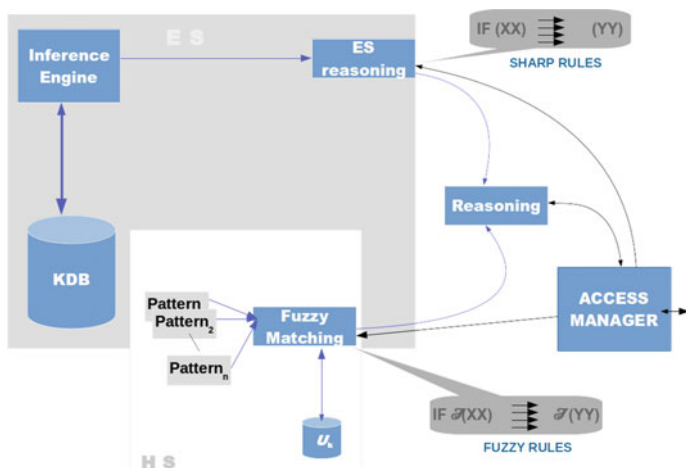 E S
Inference
Engine
ES
reasoning
IF (XX) (YY)
SHARP RULES
Reasoning
KDB
Pattern
Pattern₂
Patternₙ
Fuzzy
Matching
ACCESS
MANAGER
Uₖ
IF 𝒯(XX) 𝒯(YY)
FUZZY RULES
H S